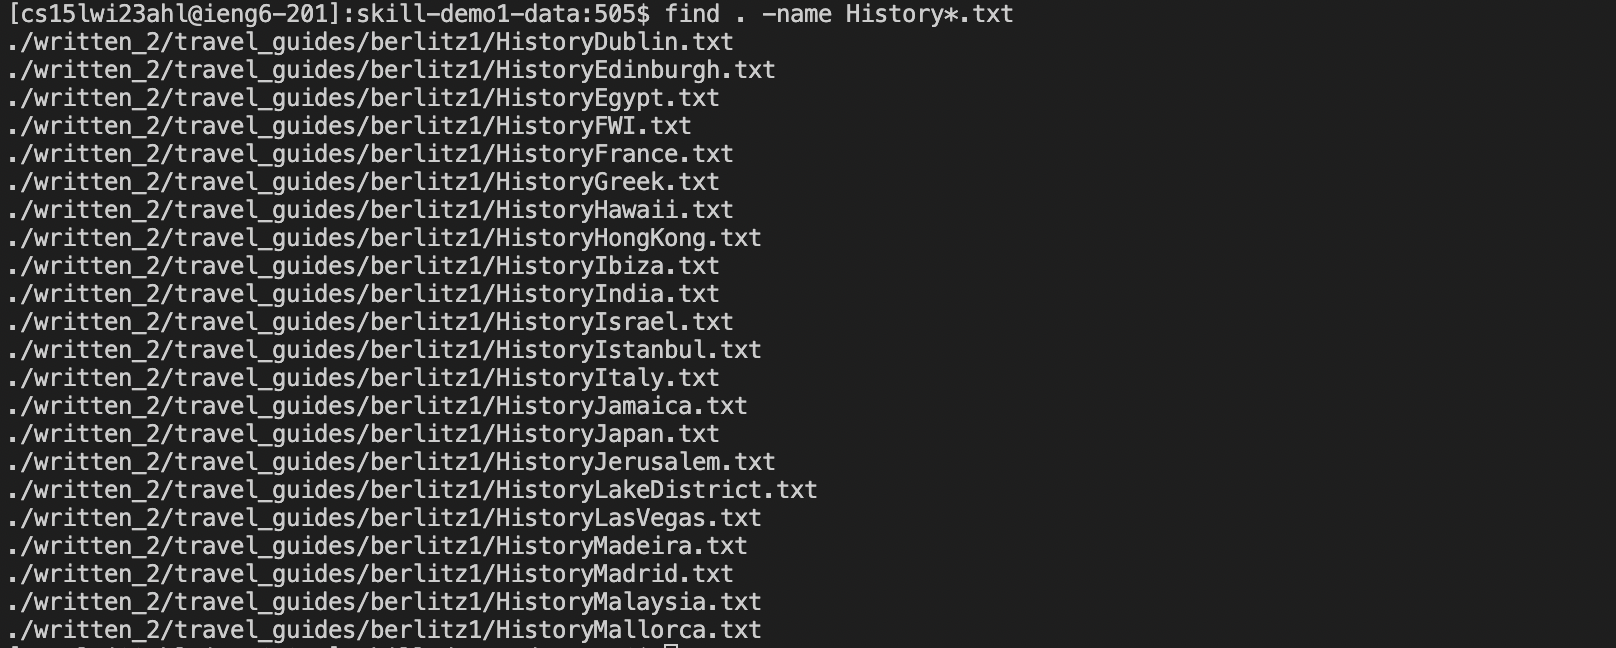 [cs15lwi23ahl@ieng6-201]:skill-demo1-data:505$ find . -name History*.txt
./written_2/travel_guides/berlitz1/HistoryDublin.txt
./written_2/travel_guides/berlitz1/HistoryEdinburgh.txt
./written_2/travel_guides/berlitz1/HistoryEgypt.txt
./written_2/travel_guides/berlitz1/HistoryFWI.txt
./written_2/travel_guides/berlitz1/HistoryFrance.txt
./written_2/travel_guides/berlitz1/HistoryGreek.txt
./written_2/travel_guides/berlitz1/HistoryHawaii.txt
./written_2/travel_guides/berlitz1/HistoryHongKong.txt
./written_2/travel_guides/berlitz1/HistoryIbiza.txt
./written_2/travel_guides/berlitz1/HistoryIndia.txt
./written_2/travel_guides/berlitz1/HistoryIsrael.txt
./written_2/travel_guides/berlitz1/HistoryIstanbul.txt
./written_2/travel_guides/berlitz1/HistoryItaly.txt
./written_2/travel_guides/berlitz1/HistoryJamaica.txt
./written_2/travel_guides/berlitz1/HistoryJapan.txt
./written_2/travel_guides/berlitz1/HistoryJerusalem.txt
./written_2/travel_guides/berlitz1/HistoryLakeDistrict.txt
./written_2/travel_guides/berlitz1/HistoryLasVegas.txt
./written_2/travel_guides/berlitz1/HistoryMadeira.txt
./written_2/travel_guides/berlitz1/HistoryMadrid.txt
./written_2/travel_guides/berlitz1/HistoryMalaysia.txt
./written_2/travel_guides/berlitz1/HistoryMallorca.txt